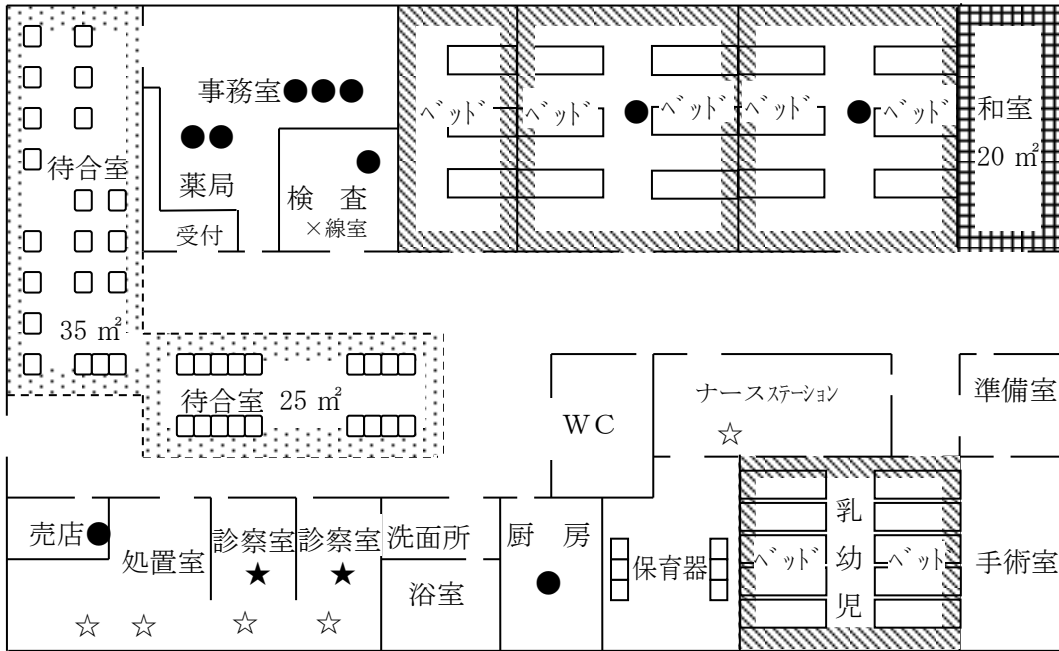 事務室
待合室
薬局
受付
検 査
×線室
ベッド
ベッド
ベッド
ベッド
ベッド
和室
20 ㎡
35 ㎡
待合室 25 ㎡
WC
ナースステーション
準備室
売店
処置室
診察室
診察室
洗面所
浴室
厨 房
保育器
ベッド
乳幼児
ベッド
手術室